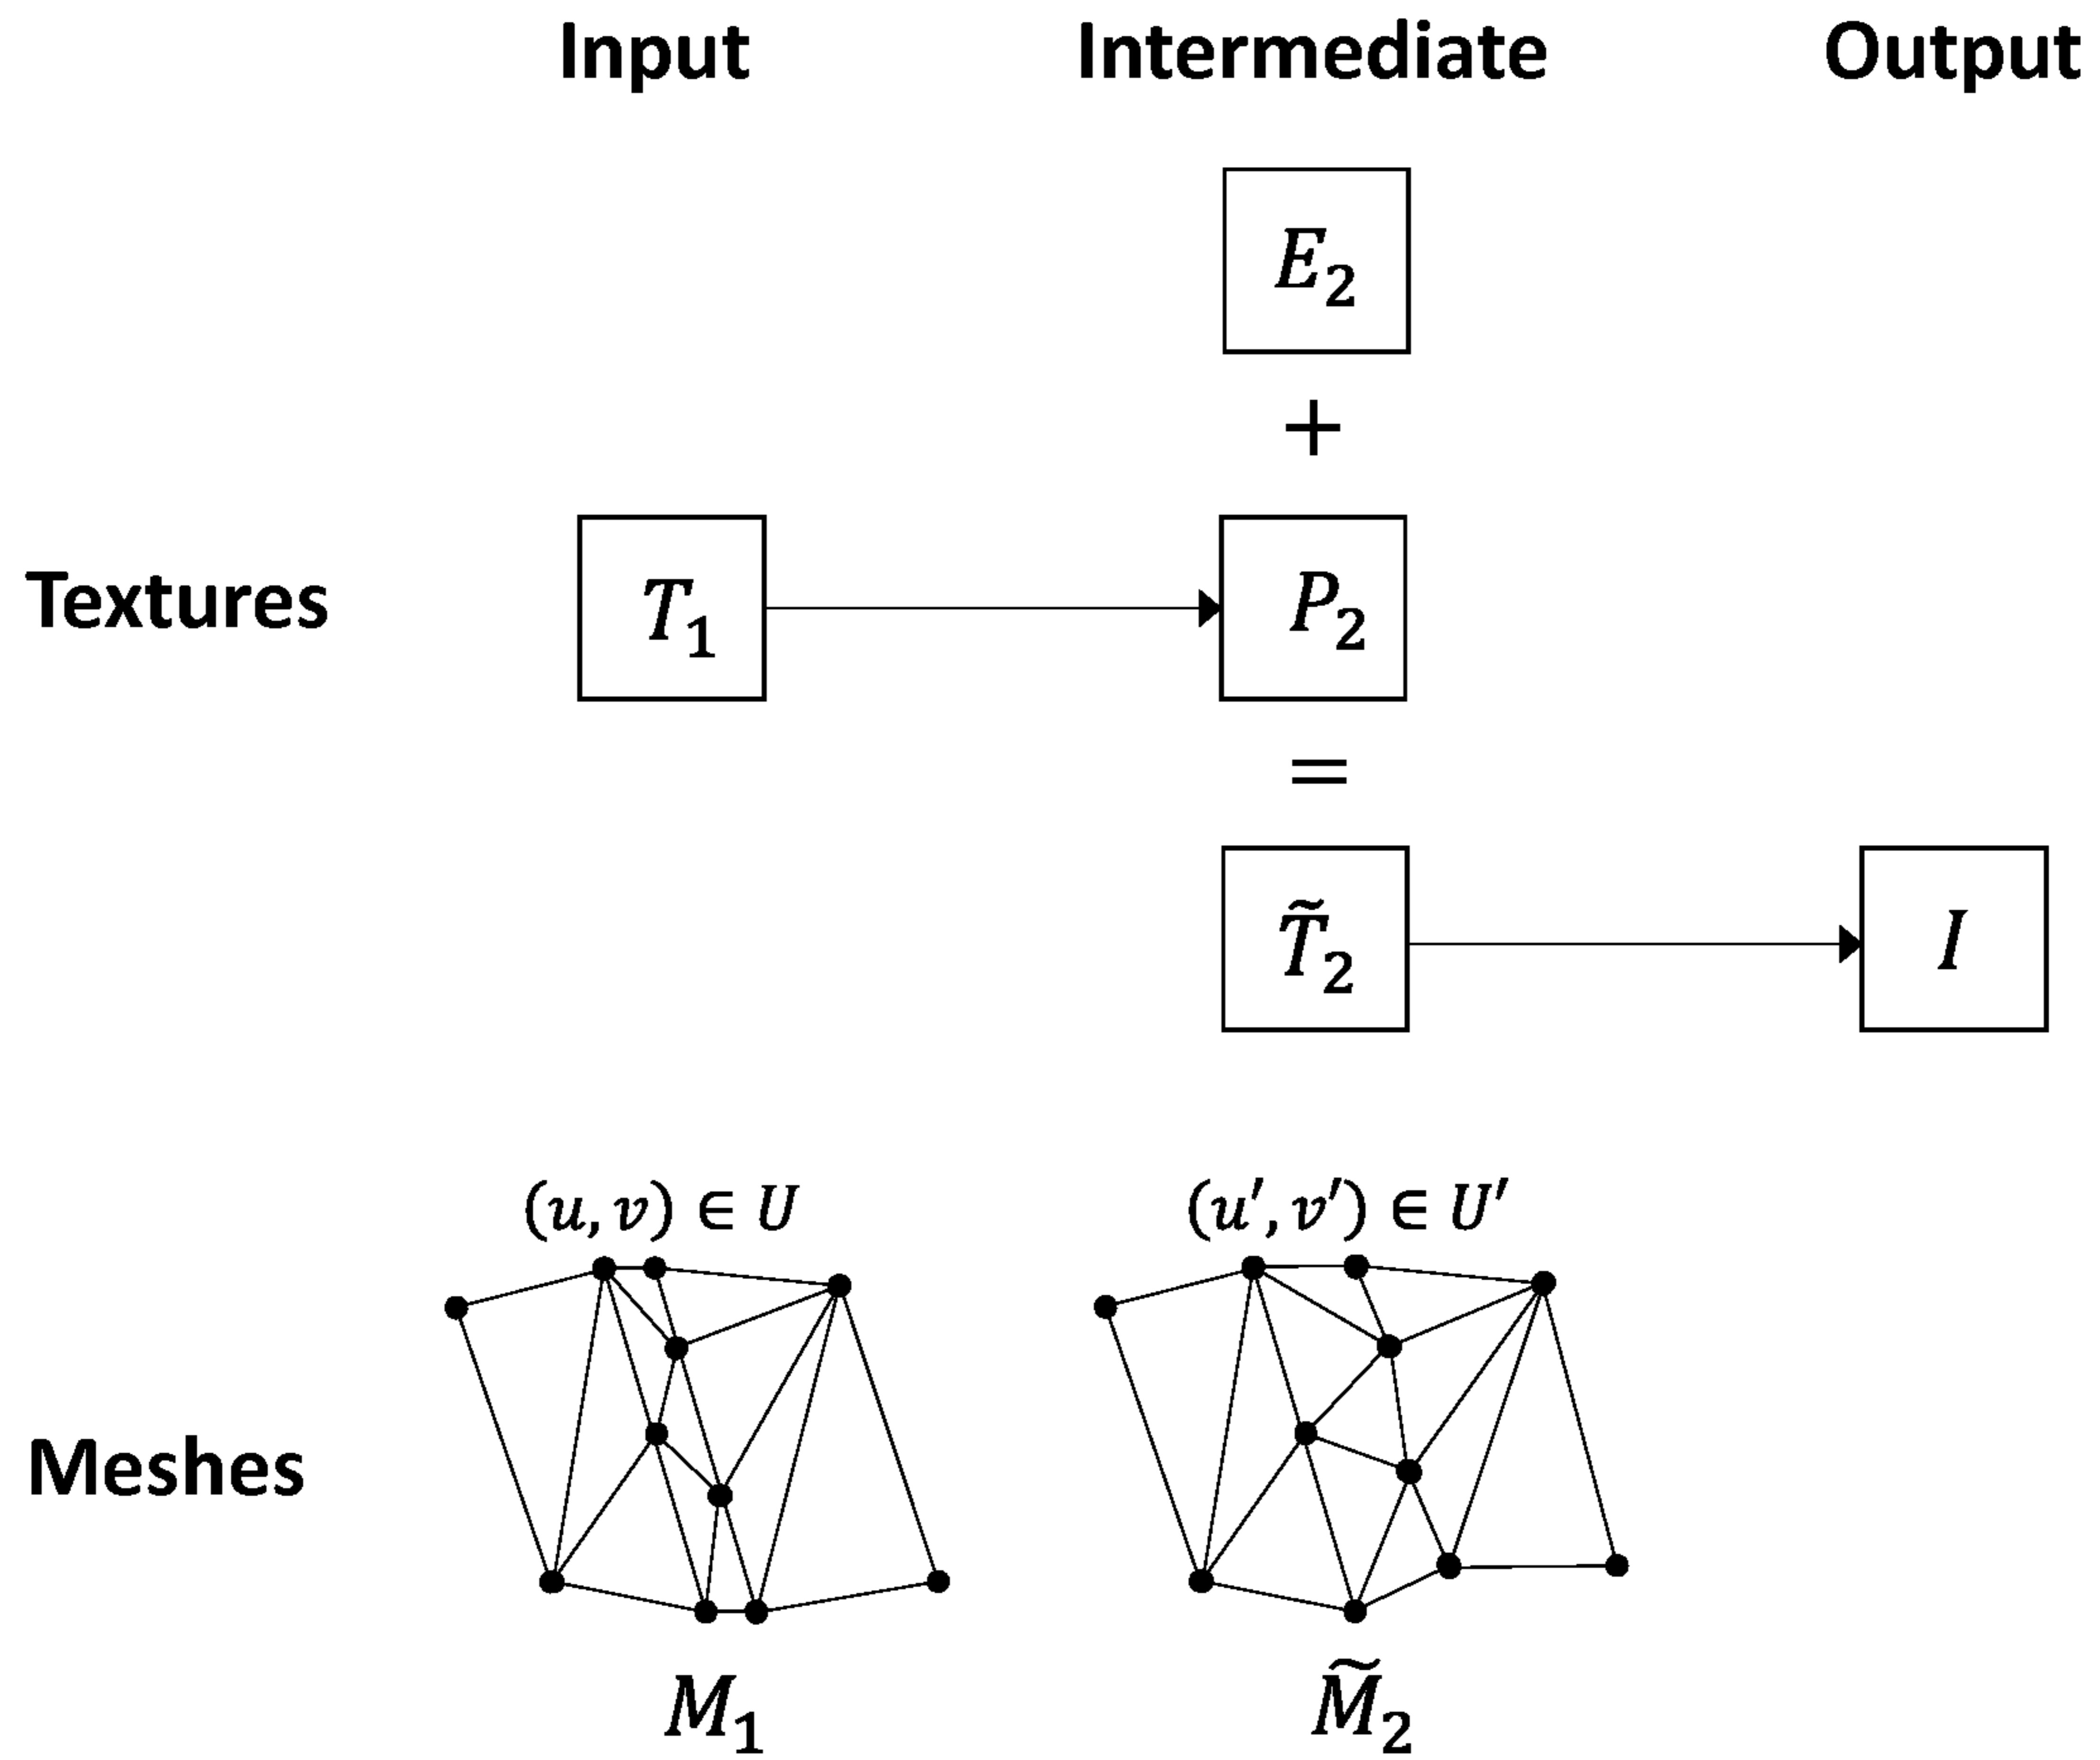 Input Intermediate Output
E₂
+
Textures T₁ P₂
=
T̃₂ I
(u, v) ∈ U (u′, v′) ∈ U′
Meshes
M₁ M̃₂